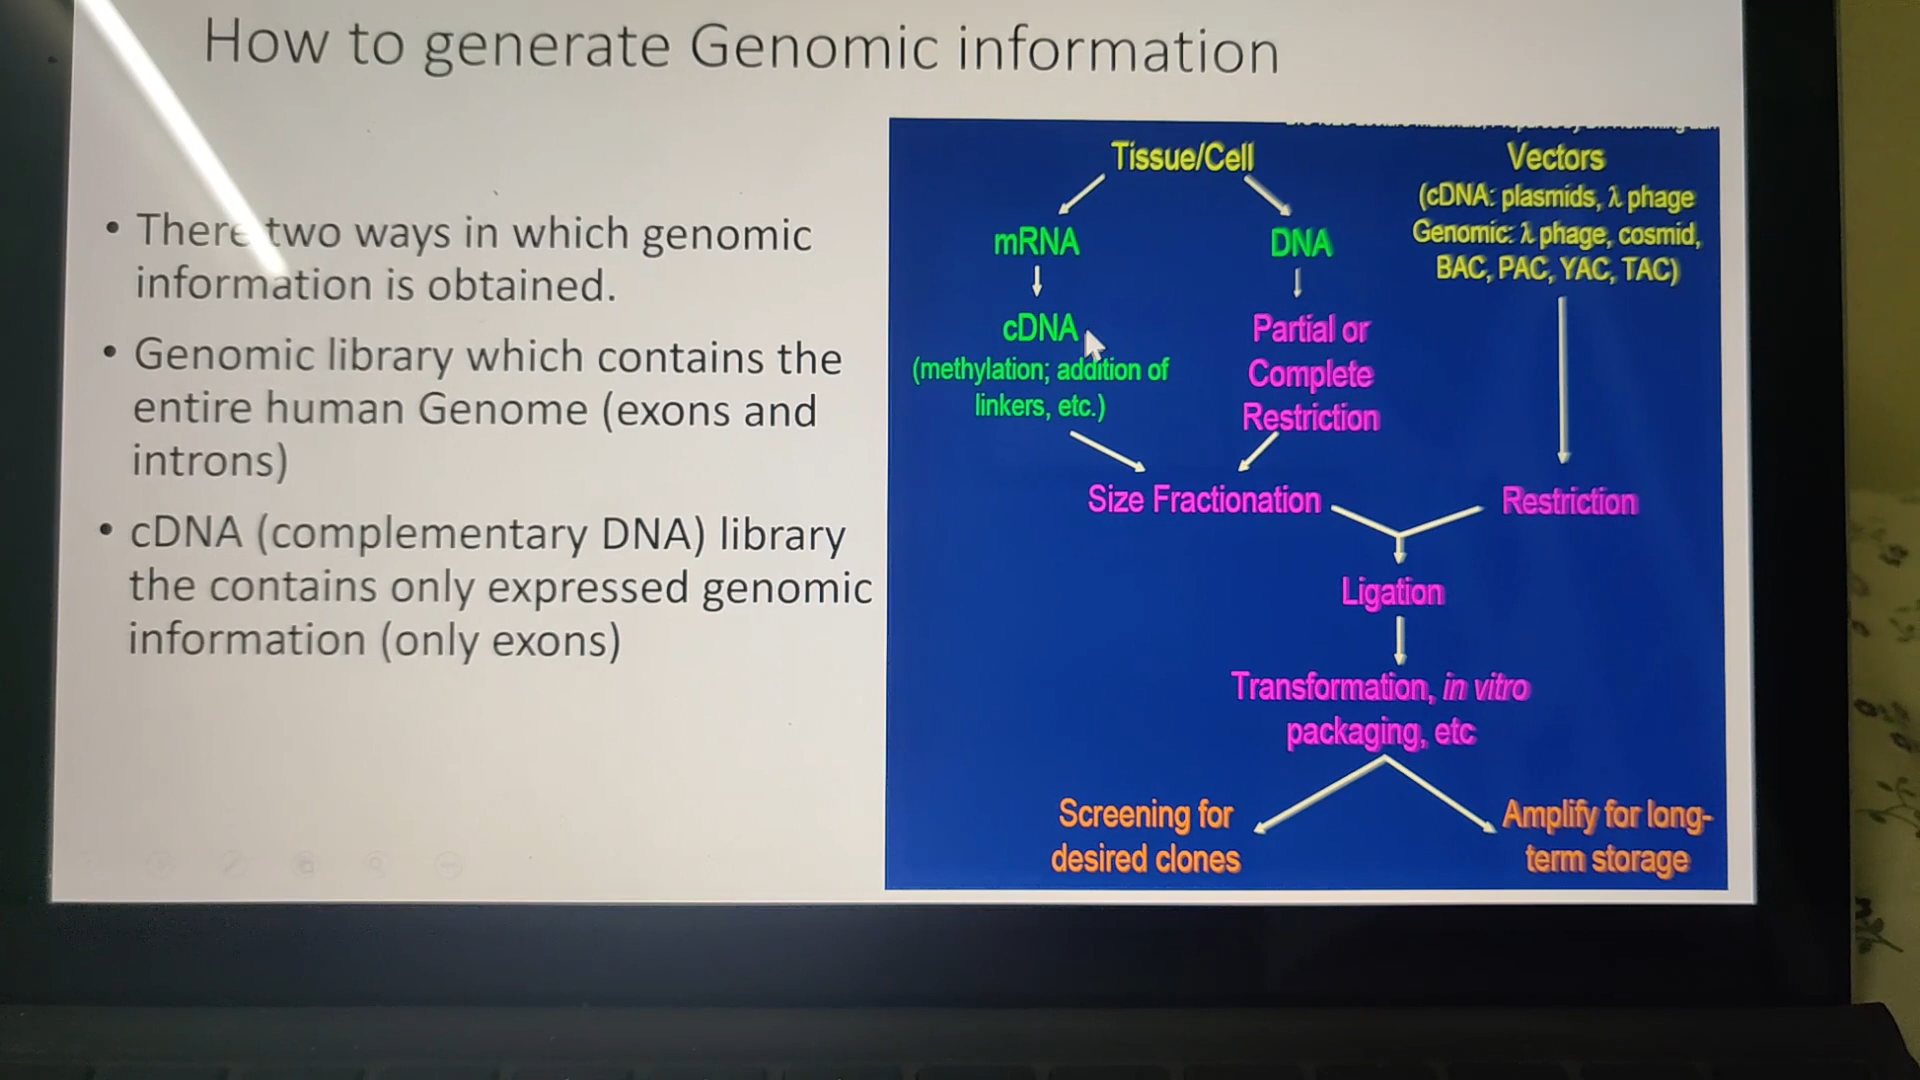 How to generate Genomic information
• There two ways in which genomic
information is obtained.
• Genomic library which contains the
entire human Genome (exons and
introns)
• cDNA (complementary DNA) library
the contains only expressed genomic
information (only exons)
Tissue/Cell
mRNA
DNA
cDNA
(methylation; addition of
linkers, etc.)
Partial or
Complete
Restriction
Vectors
(cDNA: plasmids, λ phage
Genomic: λ phage, cosmid,
BAC, PAC, YAC, TAC)
Size Fractionation
Restriction
Ligation
Transformation, in vitro
packaging, etc
Screening for
desired clones
Amplify for long-
term storage